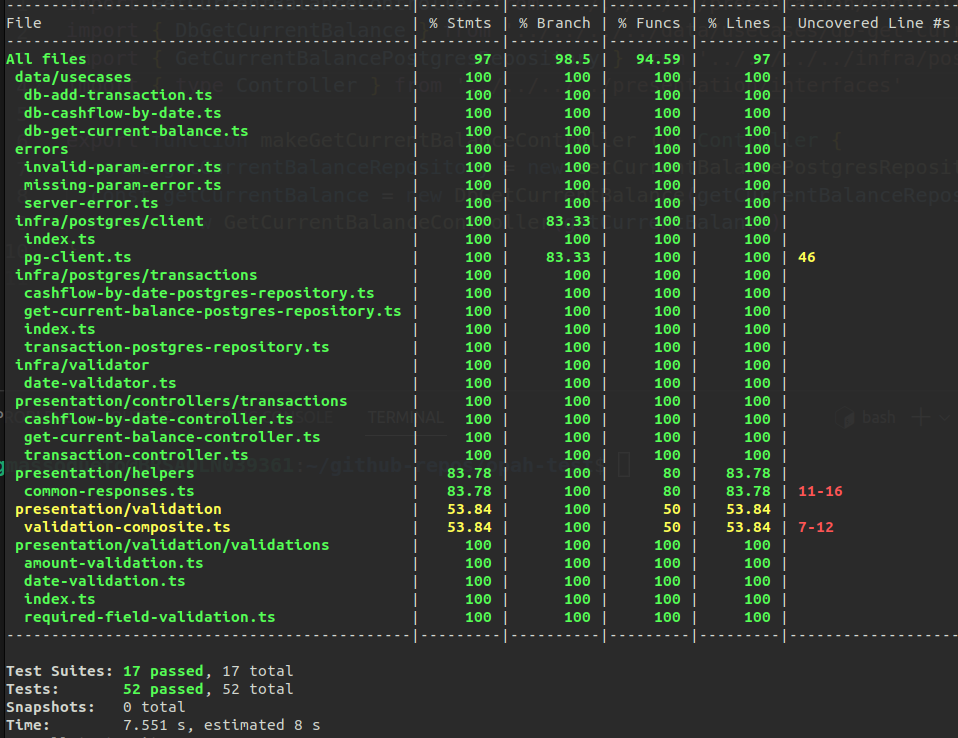 -------------------------------------------|---------|----------|---------|---------|-------------------
File | % Stmts | % Branch | % Funcs | % Lines | Uncovered Line #s
-------------------------------------------|---------|----------|---------|---------|-------------------
All files | 97 | 98.5 | 94.59 | 97 |
data/usecases | 100 | 100 | 100 | 100 |
db-add-transaction.ts | 100 | 100 | 100 | 100 |
db-cashflow-by-date.ts | 100 | 100 | 100 | 100 |
db-get-current-balance.ts | 100 | 100 | 100 | 100 |
errors | 100 | 100 | 100 | 100 |
invalid-param-error.ts | 100 | 100 | 100 | 100 |
missing-param-error.ts | 100 | 100 | 100 | 100 |
server-error.ts | 100 | 100 | 100 | 100 |
infra/postgres/client | 100 | 83.33 | 100 | 100 |
index.ts | 100 | 100 | 100 | 100 |
pg-client.ts | 100 | 83.33 | 100 | 100 | 46
infra/postgres/transactions | 100 | 100 | 100 | 100 |
cashflow-by-date-postgres-repository.ts | 100 | 100 | 100 | 100 |
get-current-balance-postgres-repository.ts | 100 | 100 | 100 | 100 |
index.ts | 100 | 100 | 100 | 100 |
transaction-postgres-repository.ts | 100 | 100 | 100 | 100 |
infra/validator | 100 | 100 | 100 | 100 |
date-validator.ts | 100 | 100 | 100 | 100 |
presentation/controllers/transactions | 100 | 100 | 100 | 100 |
cashflow-by-date-controller.ts | 100 | 100 | 100 | 100 |
get-current-balance-controller.ts | 100 | 100 | 100 | 100 |
transaction-controller.ts | 100 | 100 | 100 | 100 |
presentation/helpers | 83.78 | 100 | 80 | 83.78 |
common-responses.ts | 83.78 | 100 | 80 | 83.78 | 11-16
presentation/validation | 53.84 | 100 | 50 | 53.84 |
validation-composite.ts | 53.84 | 100 | 50 | 53.84 | 7-12
presentation/validation/validations | 100 | 100 | 100 | 100 |
amount-validation.ts | 100 | 100 | 100 | 100 |
date-validation.ts | 100 | 100 | 100 | 100 |
index.ts | 100 | 100 | 100 | 100 |
required-field-validation.ts | 100 | 100 | 100 | 100 |
-------------------------------------------|---------|----------|---------|---------|-------------------
Test Suites: 17 passed, 17 total
Tests: 52 passed, 52 total
Snapshots: 0 total
Time: 7.551 s, estimated 8 s
TERMINAL
bash